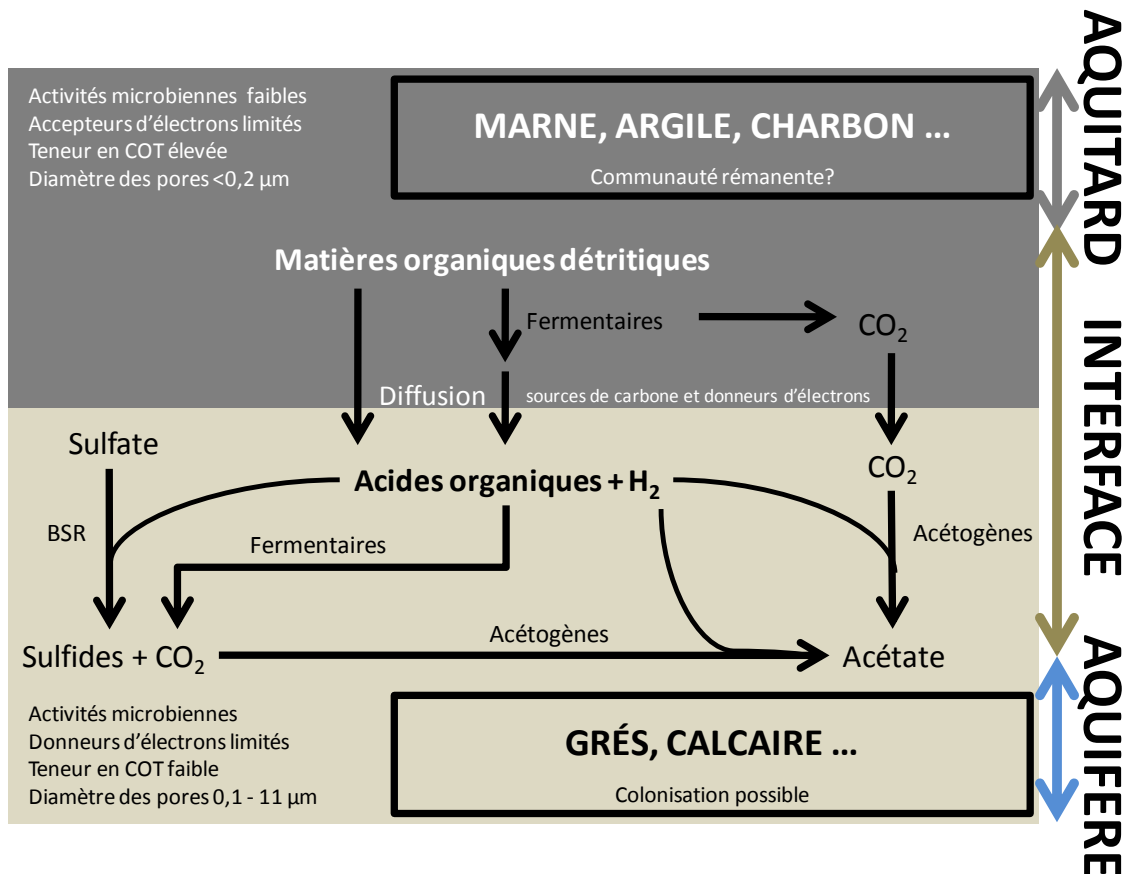 Activités microbiennes faibles
Accepteurs d'électrons limités
Teneur en COT élevée
Diamètre des pores <0,2 µm
MARNE, ARGILE, CHARBON ...
Communauté rémanente?
AQUITARD
Matières organiques détritiques
Fermentaires
CO₂
Diffusion
sources de carbone et donneurs d'électrons
INTERFACE
Sulfate
Acides organiques + H₂
CO₂
BSR
Fermentaires
Acétogènes
Acétogènes
Sulfides + CO₂
Acétate
Activités microbiennes
Donneurs d'électrons limités
Teneur en COT faible
Diamètre des pores 0,1 - 11 µm
GRÉS, CALCAIRE ...
Colonisation possible
AQUIFERE